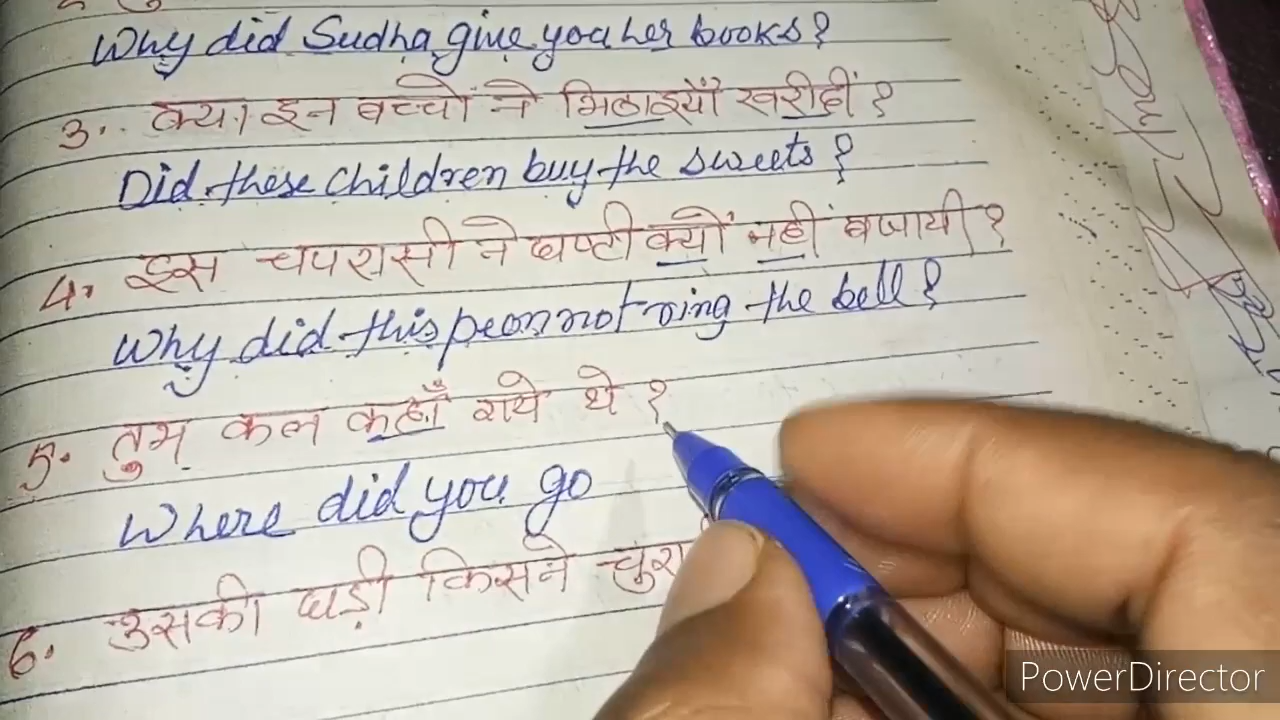 Why did Sudha give you her books?
3. क्या इन बच्चों ने मिठाइयाँ खरीदीं ?
Did these children buy the sweets ?
4. इस चपरासी ने घण्टी क्यों नहीं बजायी ?
Why did this peon not ring the bell ?
5. तुम कल कहाँ गये थे ?
Where did you go
6. उसकी घड़ी किसने
PowerDirector